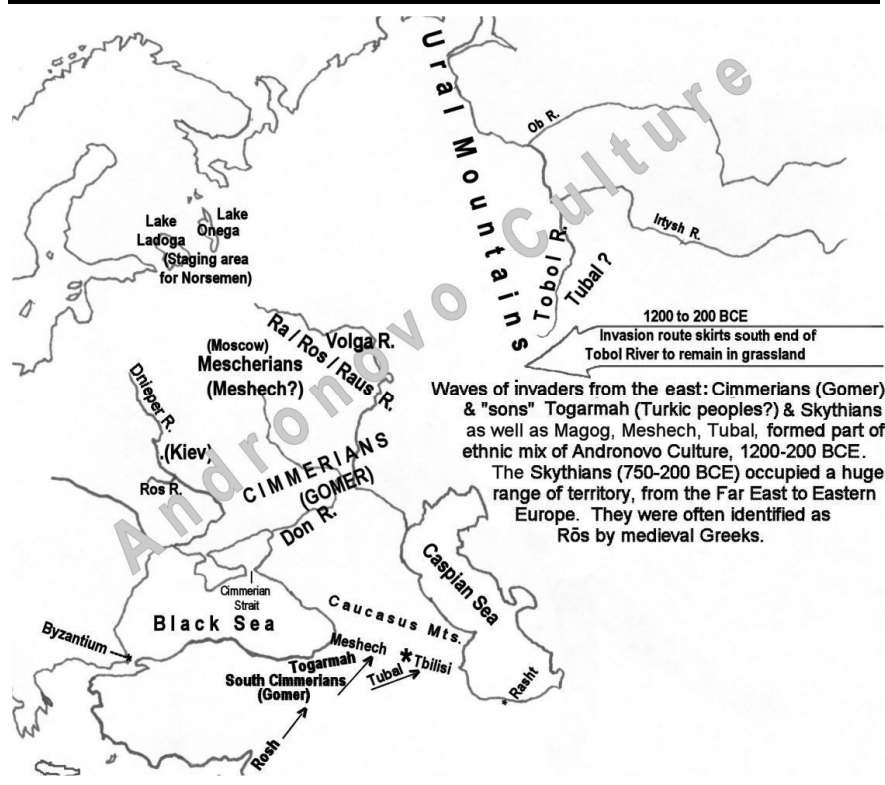 Ural Mountains
Andronovo Culture
Ob R.
Irtysh R.
Tobol R.
Tubal ?
Lake
Onega
Lake
Ladoga
(Staging area
for Norsemen)
1200 to 200 BCE
Invasion route skirts south end of
Tobol River to remain in grassland
Ra / Ros / Raus R.
Volga R.
(Moscow)
Mescherians
(Meshech?)
Dnieper R.
.(Kiev)
Ros R.
CIMMERIANS
(GOMER)
Don R.
Waves of invaders from the east: Cimmerians (Gomer)
& "sons" Togarmah (Turkic peoples?) & Skythians
as well as Magog, Meshech, Tubal, formed part of
ethnic mix of Andronovo Culture, 1200-200 BCE.
The Skythians (750-200 BCE) occupied a huge
range of territory, from the Far East to Eastern
Europe. They were often identified as
Rōs by medieval Greeks.
Cimmerian
Strait
Black Sea
Caspian Sea
Caucasus Mts.
Byzantium
*
Meshech
Togarmah
South Cimmerians
(Gomer)
Tubal
* Tbilisi
* Rasht
Rosh